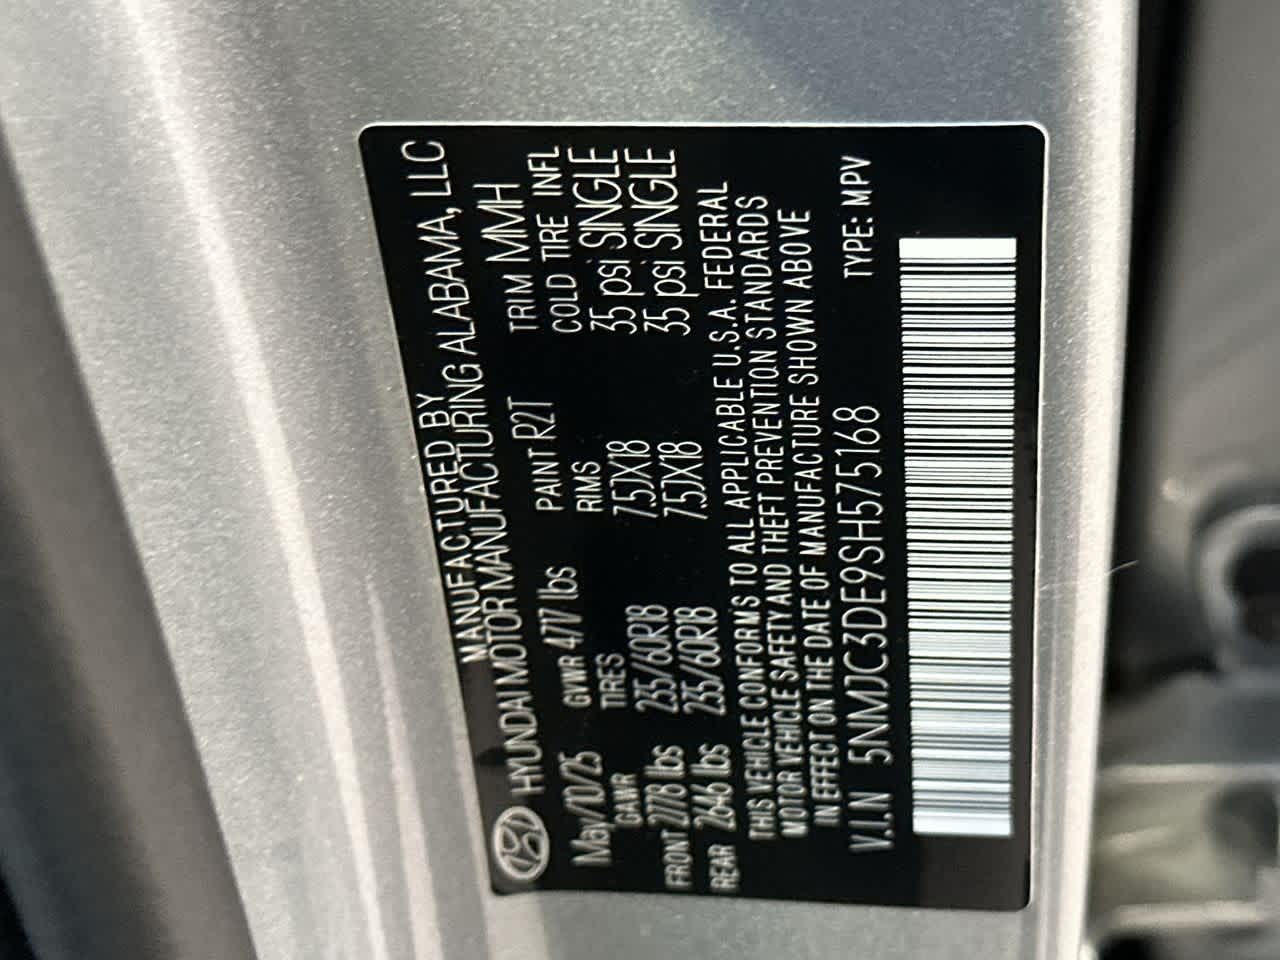 MANUFACTURED BY
HYUNDAI MOTOR MANUFACTURING ALABAMA, LLC
May/10/25 GVWR 4717 lbs PAINT R2T TRIM MMH
GAWR TIRES RIMS COLD TIRE INFL
FRONT 2778 lbs 235/60R18 7.5JX18 35 psi SINGLE
REAR 2646 lbs 235/60R18 7.5JX18 35 psi SINGLE
THIS VEHICLE CONFORMS TO ALL APPLICABLE U.S.A. FEDERAL
MOTOR VEHICLE SAFETY AND THEFT PREVENTION STANDARDS
IN EFFECT ON THE DATE OF MANUFACTURE SHOWN ABOVE
V.I.N 5NMJC3DE9SH575168 TYPE: MPV